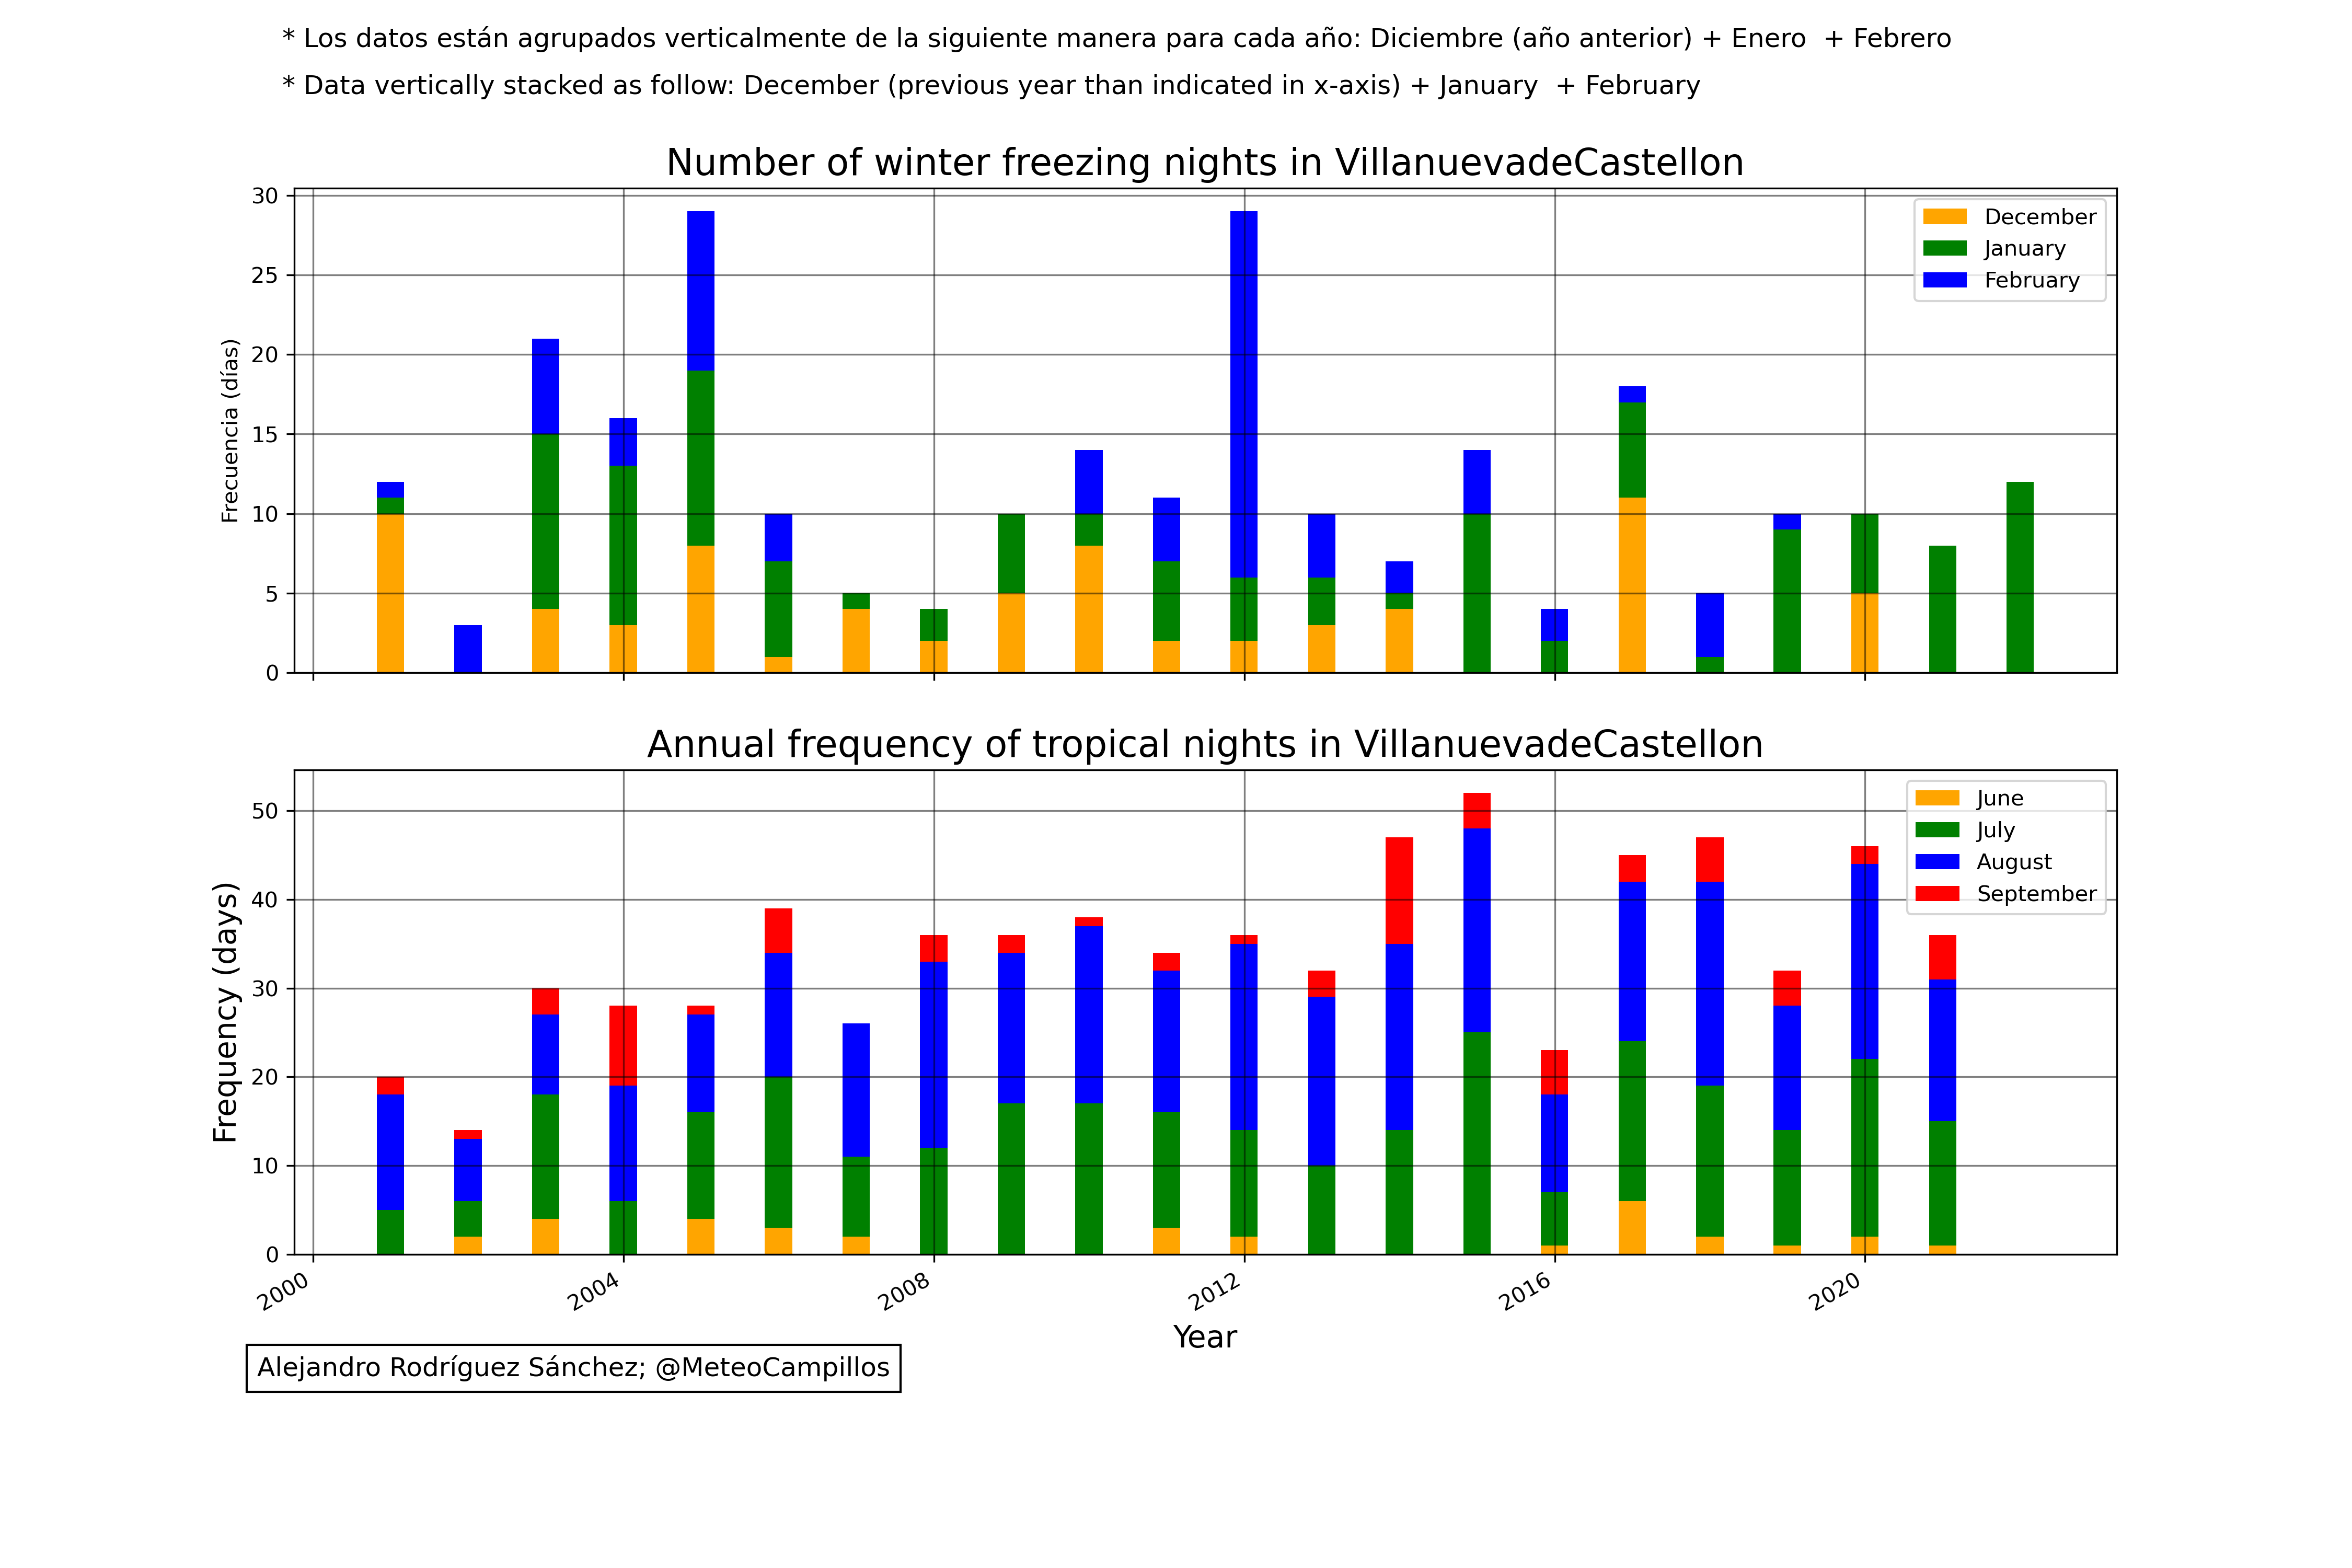 * Los datos están agrupados verticalmente de la siguiente manera para cada año: Diciembre (año anterior) + Enero  + Febrero
* Data vertically stacked as follow: December (previous year than indicated in x-axis) + January  + February
Number of winter freezing nights in VillanuevadeCastellon
30
25
20
15
10
5
0
Frecuencia (días)
December
January
February
Annual frequency of tropical nights in VillanuevadeCastellon
50
40
30
20
10
0
Frequency (days)
June
July
August
September
2000
2004
2008
2012
2016
2020
Year
Alejandro Rodríguez Sánchez; @MeteoCampillos